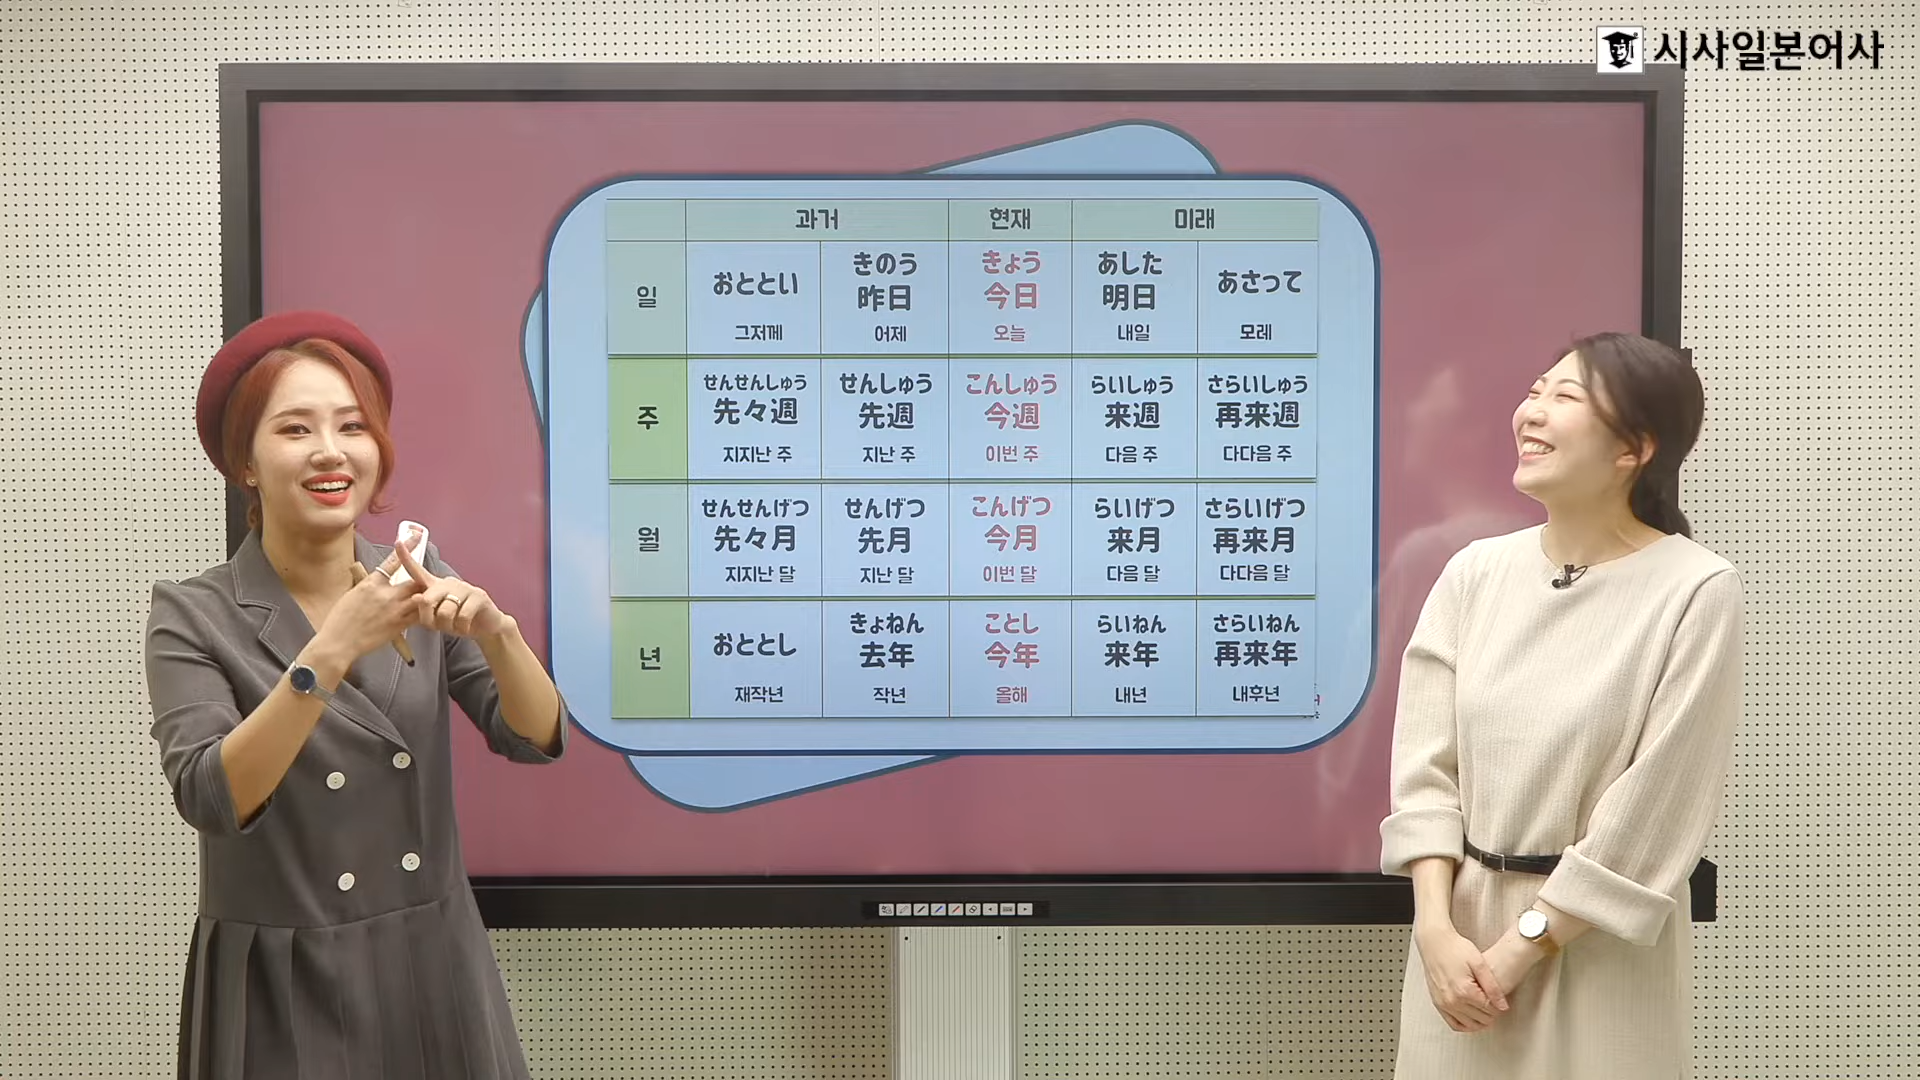 시사일본어사
과거 현재 미래
일
おととい
그저께
きのう
昨日
어제
きょう
今日
오늘
あした
明日
내일
あさって
모레
주
せんせんしゅう
先々週
지지난 주
せんしゅう
先週
지난 주
こんしゅう
今週
이번 주
らいしゅう
来週
다음 주
さらいしゅう
再来週
다다음 주
월
せんせんげつ
先々月
지지난 달
せんげつ
先月
지난 달
こんげつ
今月
이번 달
らいげつ
来月
다음 달
さらいげつ
再来月
다다음 달
년
おととし
재작년
きょねん
去年
작년
ことし
今年
올해
らいねん
来年
내년
さらいねん
再来年
내후년